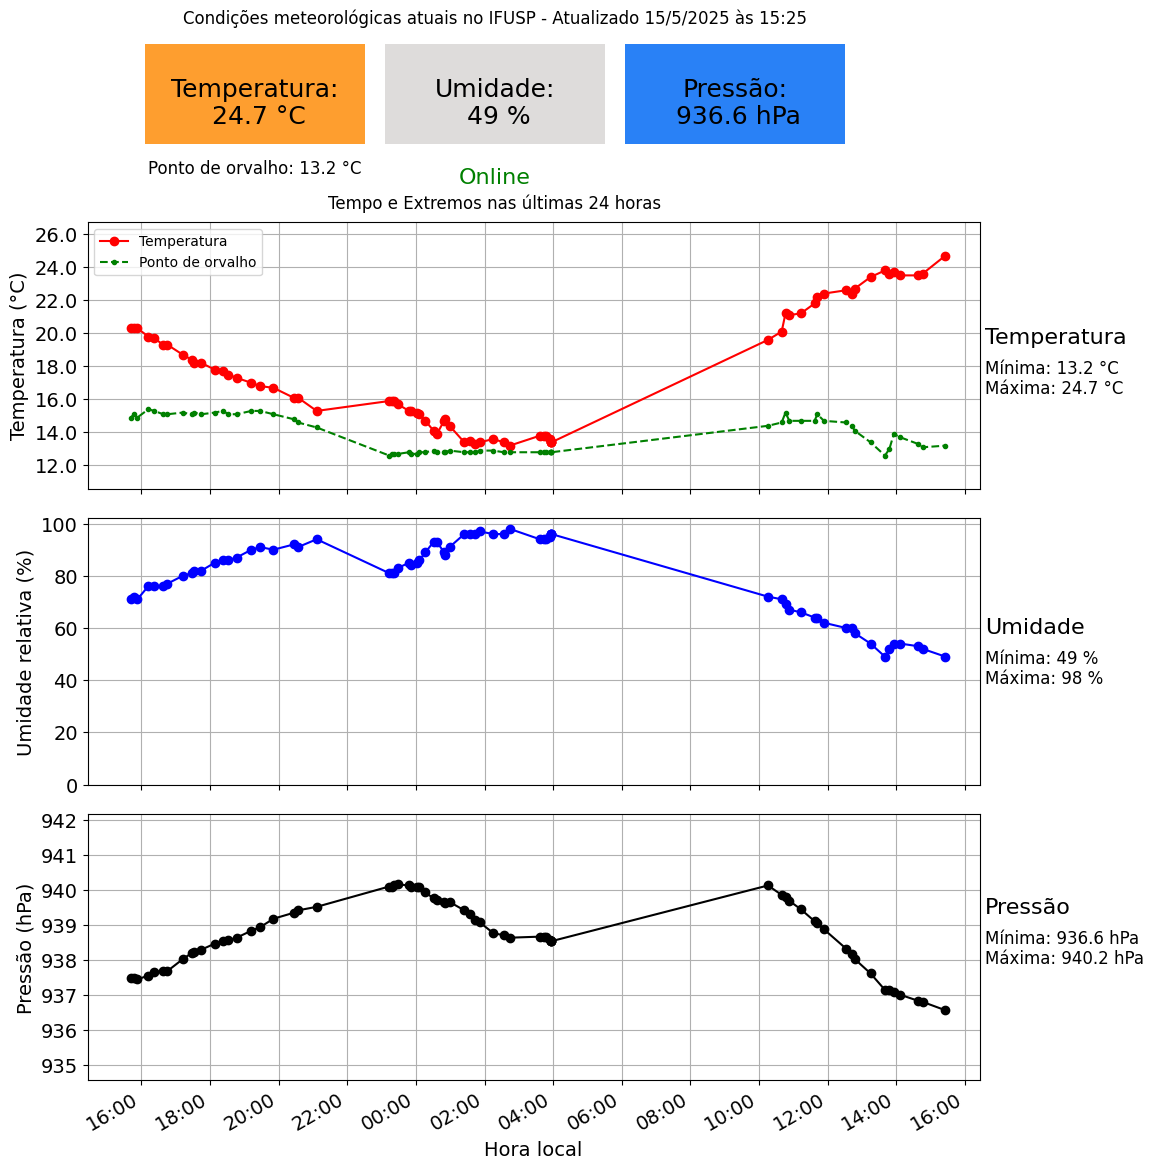 Condições meteorológicas atuais no IFUSP - Atualizado 15/5/2025 às 15:25
Temperatura:
24.7 °C
Umidade:
49 %
Pressão:
936.6 hPa
Ponto de orvalho: 13.2 °C
Online
Tempo e Extremos nas últimas 24 horas
Temperatura (°C)
26.0
24.0
22.0
20.0
18.0
16.0
14.0
12.0
Temperatura
Ponto de orvalho
Temperatura
Mínima: 13.2 °C
Máxima: 24.7 °C
Umidade relativa (%)
100
80
60
40
20
0
Umidade
Mínima: 49 %
Máxima: 98 %
Pressão (hPa)
942
941
940
939
938
937
936
935
Pressão
Mínima: 936.6 hPa
Máxima: 940.2 hPa
16:00 18:00 20:00 22:00 00:00 02:00 04:00 06:00 08:00 10:00 12:00 14:00 16:00
Hora local